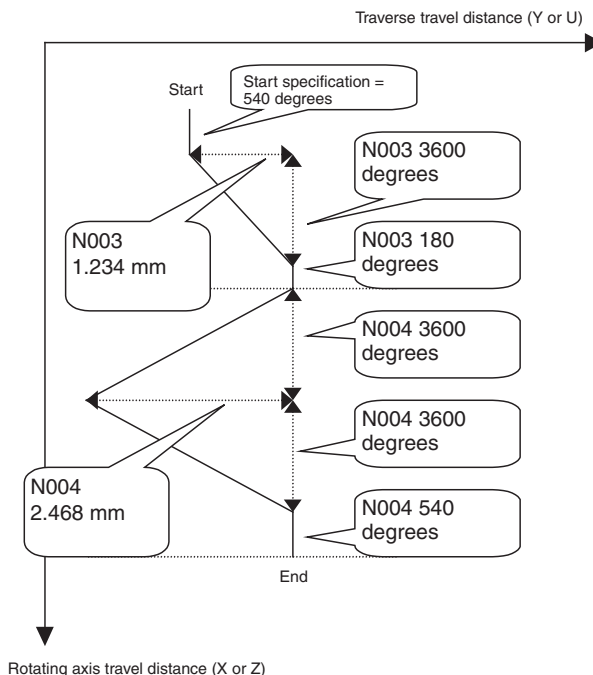 Traverse travel distance (Y or U)
Start
Start specification =
540 degrees
N003 3600
degrees
N003
1.234 mm
N003 180
degrees
N004 3600
degrees
N004 3600
degrees
N004
2.468 mm
N004 540
degrees
End
Rotating axis travel distance (X or Z)